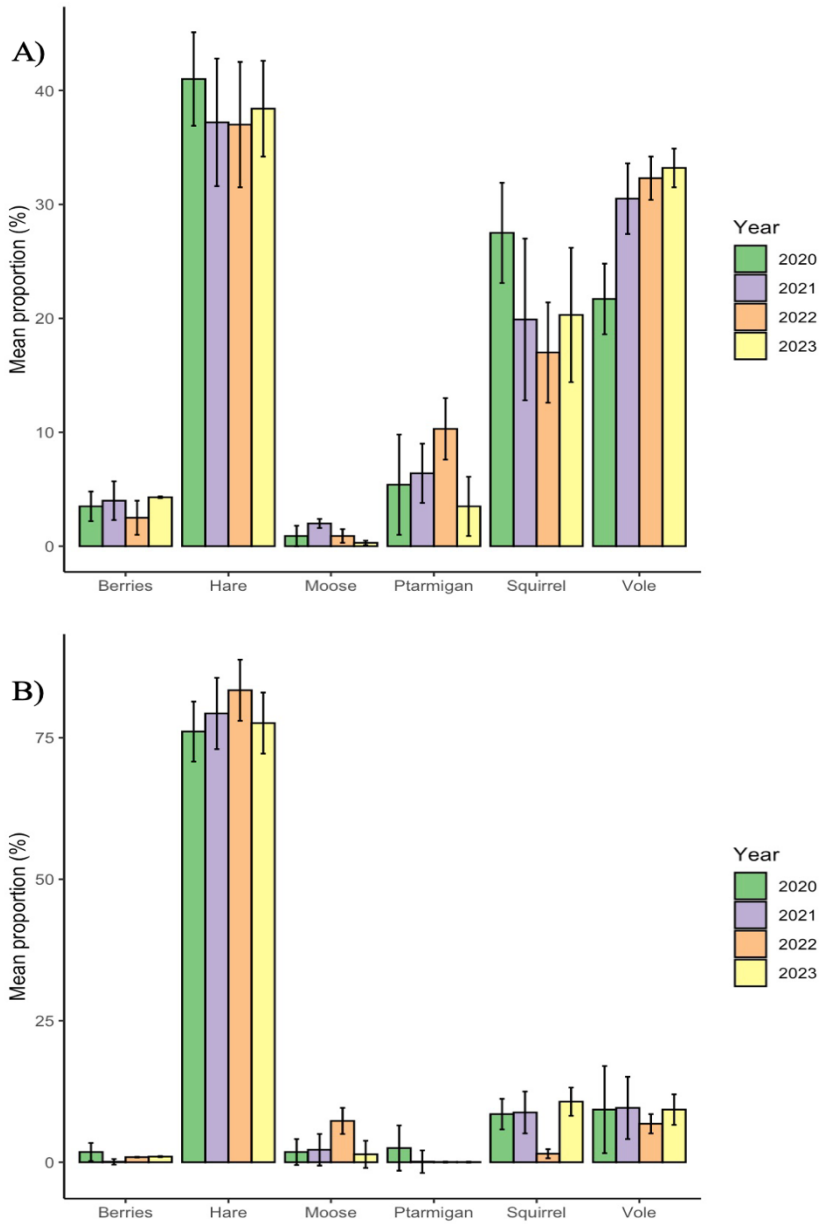 A)
Mean proportion (%)
40
30
20
10
0
Berries Hare Moose Ptarmigan Squirrel Vole
Year
2020
2021
2022
2023
B)
Mean proportion (%)
75
50
25
0
Berries Hare Moose Ptarmigan Squirrel Vole
Year
2020
2021
2022
2023